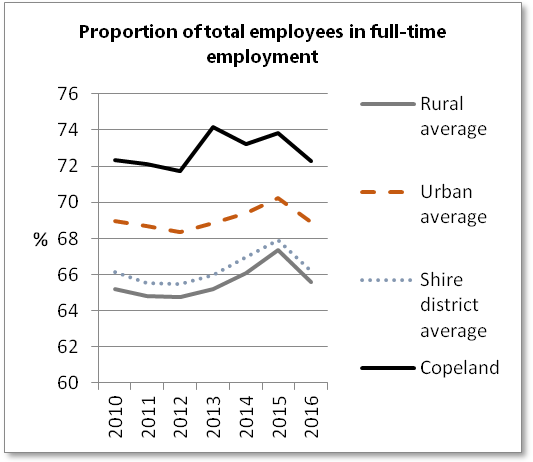 Proportion of total employees in full-time
employment
76
74
72
70
68
66
64
62
60
%
2010
2011
2012
2013
2014
2015
2016
Rural
average
Urban
average
Shire
district
average
Copeland